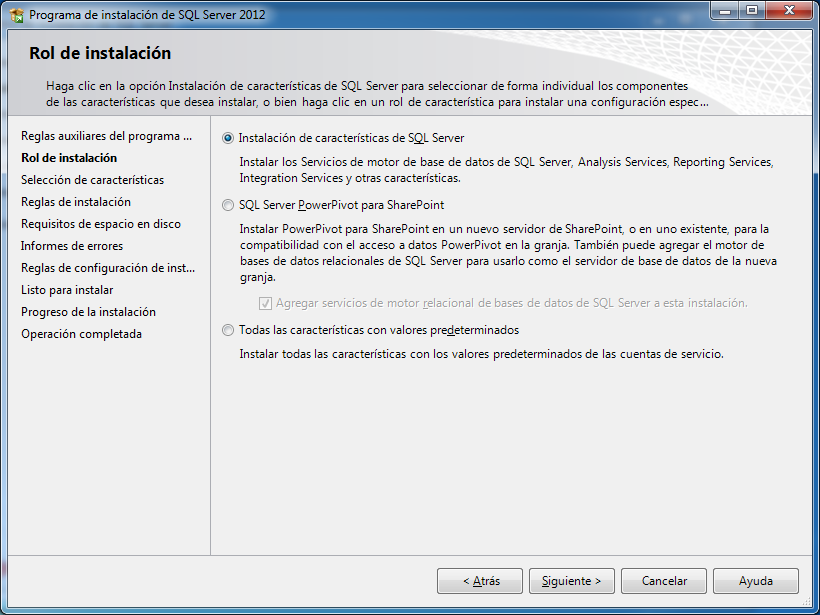 Programa de instalación de SQL Server 2012
Rol de instalación
Haga clic en la opción Instalación de características de SQL Server para seleccionar de forma individual los componentes
de las características que desea instalar, o bien haga clic en un rol de característica para instalar una configuración espec...
Reglas auxiliares del programa ...
Rol de instalación
Selección de características
Reglas de instalación
Requisitos de espacio en disco
Informes de errores
Reglas de configuración de inst...
Listo para instalar
Progreso de la instalación
Operación completada
Instalación de características de SQL Server
Instalar los Servicios de motor de base de datos de SQL Server, Analysis Services, Reporting Services,
Integration Services y otras características.
SQL Server PowerPivot para SharePoint
Instalar PowerPivot para SharePoint en un nuevo servidor de SharePoint, o en uno existente, para la
compatibilidad con el acceso a datos PowerPivot en la granja. También puede agregar el motor de
bases de datos relacionales de SQL Server para usarlo como el servidor de base de datos de la nueva
granja.
Agregar servicios de motor relacional de bases de datos de SQL Server a esta instalación.
Todas las características con valores predeterminados
Instalar todas las características con los valores predeterminados de las cuentas de servicio.
< Atrás
Siguiente >
Cancelar
Ayuda